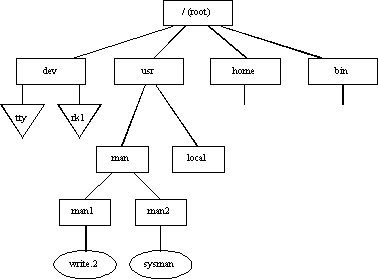 / (root)
dev
usr
home
bin
tty
rk1
man
local
man1
man2
write.2
sysman